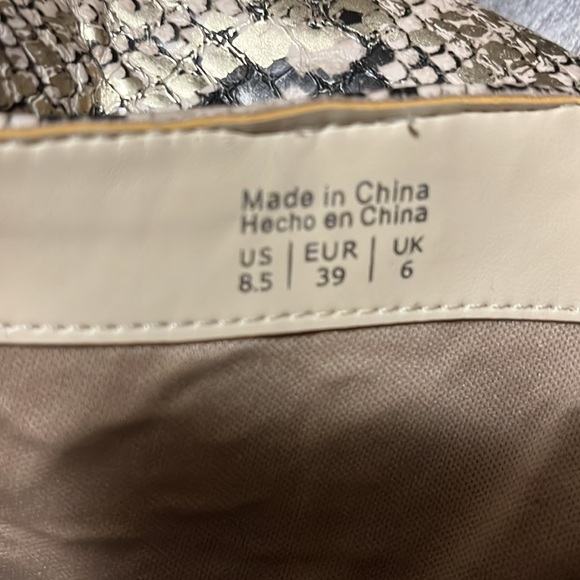 Made in China
Hecho en China
US | EUR | UK
8.5 | 39 | 6